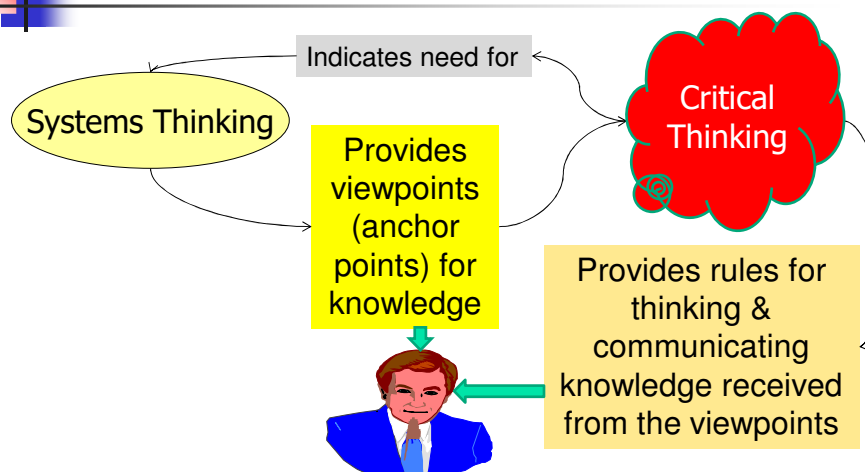 Indicates need for
Systems Thinking
Critical
Thinking
Provides
viewpoints
(anchor
points) for
knowledge
Provides rules for
thinking &
communicating
knowledge received
from the viewpoints